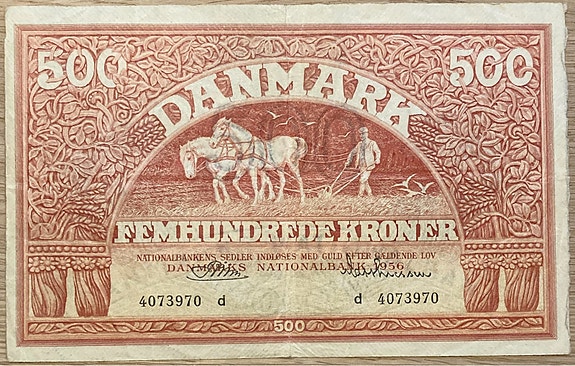 500 500
DANMARK
FEMHUNDREDE KRONER
NATIONALBANKENS SEDLER INDLØSES MED GULD EFTER GÆLDENDE LOV
DANMARKS NATIONALBANK 1956
4073970 d d 4073970
500